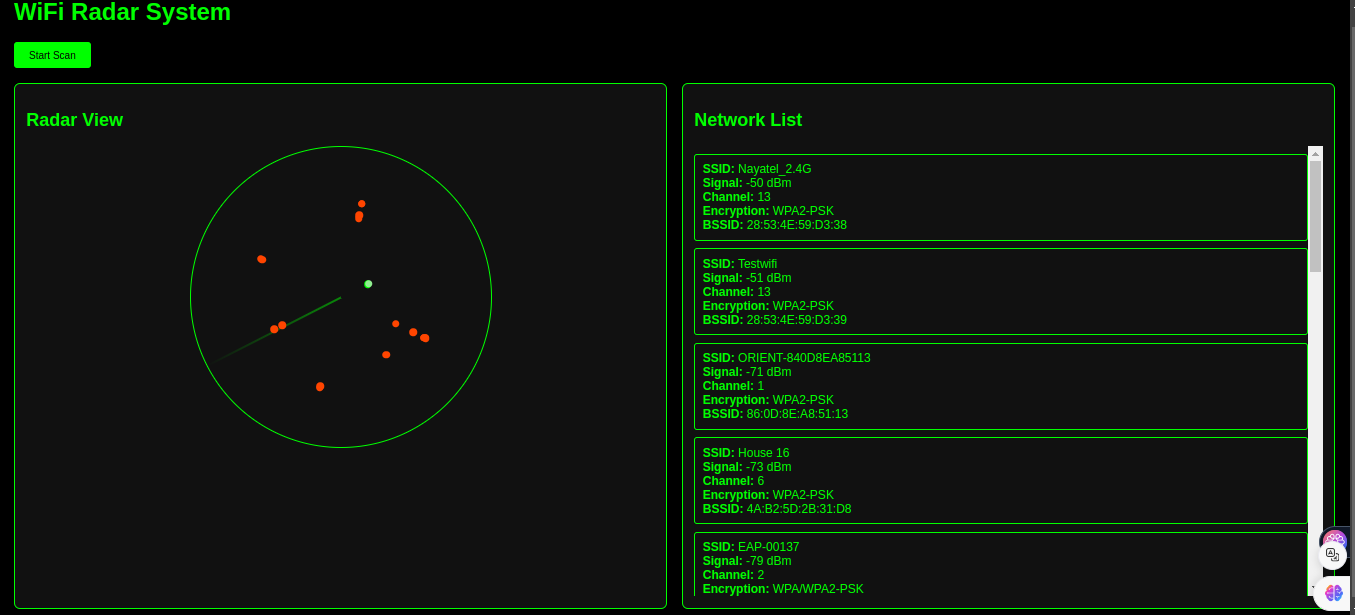 WiFi Radar System
Start Scan
Radar View
Network List
SSID: Nayatel_2.4G
Signal: -50 dBm
Channel: 13
Encryption: WPA2-PSK
BSSID: 28:53:4E:59:D3:38
SSID: Testwifi
Signal: -51 dBm
Channel: 13
Encryption: WPA2-PSK
BSSID: 28:53:4E:59:D3:39
SSID: ORIENT-840D8EA85113
Signal: -71 dBm
Channel: 1
Encryption: WPA2-PSK
BSSID: 86:0D:8E:A8:51:13
SSID: House 16
Signal: -73 dBm
Channel: 6
Encryption: WPA2-PSK
BSSID: 4A:B2:5D:2B:31:D8
SSID: EAP-00137
Signal: -79 dBm
Channel: 2
Encryption: WPA/WPA2-PSK